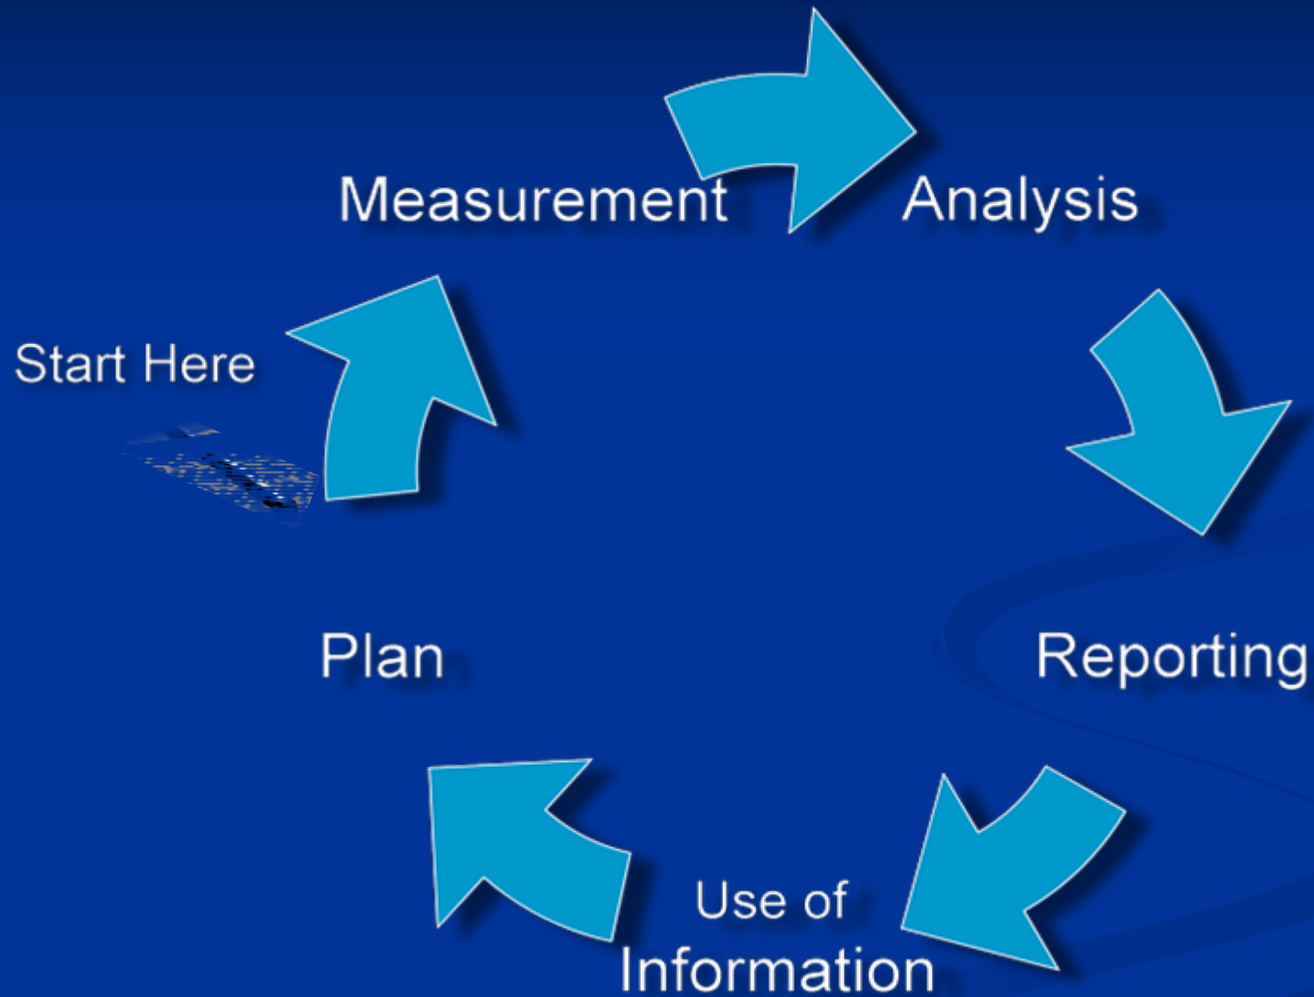 Measurement
Analysis
Start Here
Plan
Reporting
Use of
Information